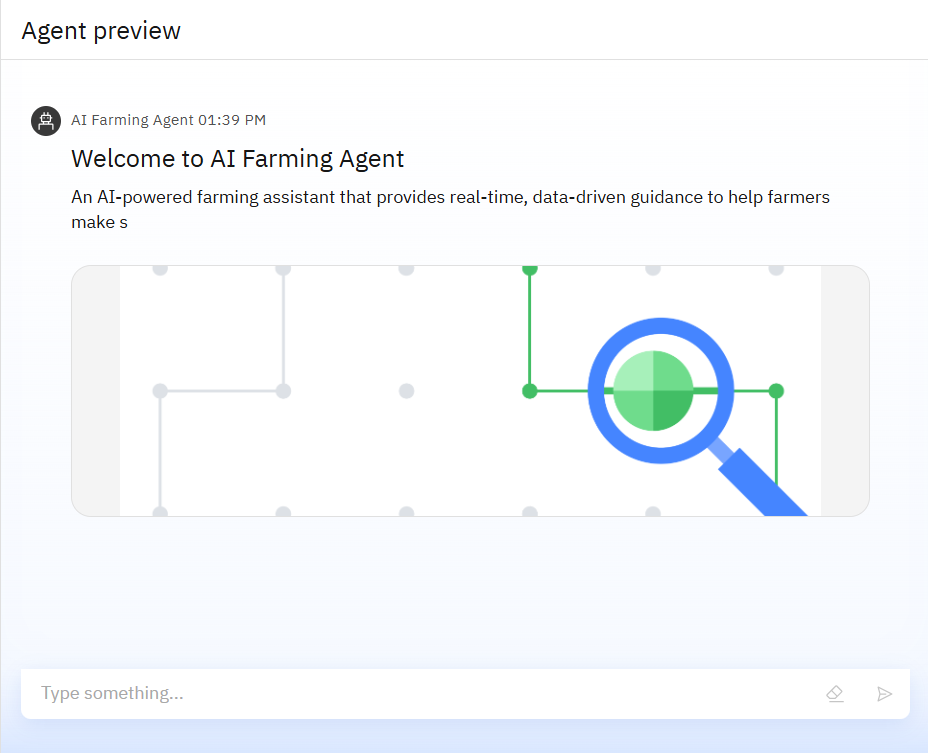 Agent preview
AI Farming Agent 01:39 PM
Welcome to AI Farming Agent
An AI-powered farming assistant that provides real-time, data-driven guidance to help farmers
make s
Type something...